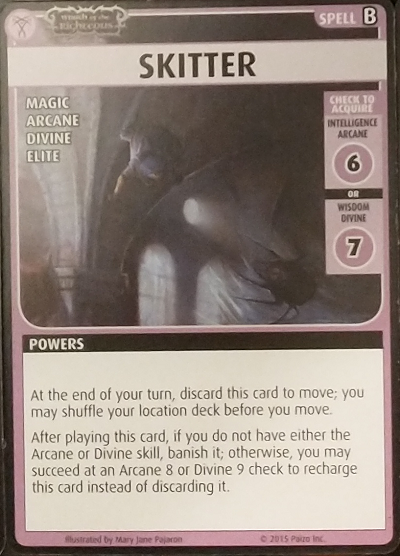 Wrath of the
Righteous
SPELL B
SKITTER
MAGIC
ARCANE
DIVINE
ELITE
CHECK TO
ACQUIRE
INTELLIGENCE
ARCANE
6
OR
WISDOM
DIVINE
7
POWERS
At the end of your turn, discard this card to move; you
may shuffle your location deck before you move.
After playing this card, if you do not have either the
Arcane or Divine skill, banish it; otherwise, you may
succeed at an Arcane 8 or Divine 9 check to recharge
this card instead of discarding it.
Illustrated by Mary Jane Pajaron © 2015 Paizo Inc.